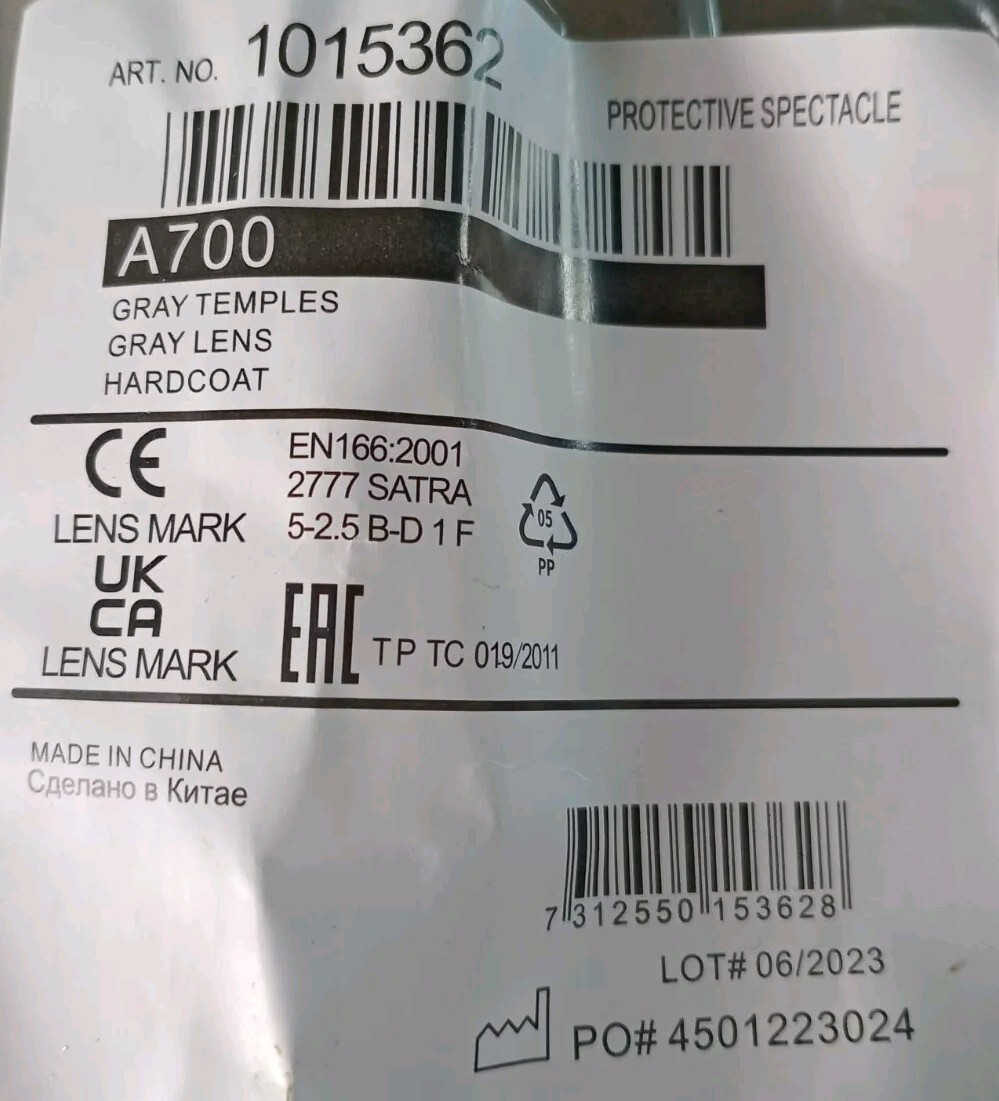 ART. NO. 1015362
PROTECTIVE SPECTACLE
A700
GRAY TEMPLES
GRAY LENS
HARDCOAT
CE EN166:2001
2777 SATRA
LENS MARK 5-2.5 B-D 1 F
05
PP
UK
CA
LENS MARK
EAC TP TC 019/2011
MADE IN CHINA
Сделано в Китае
7 312550 153628
LOT# 06/2023
PO# 4501223024